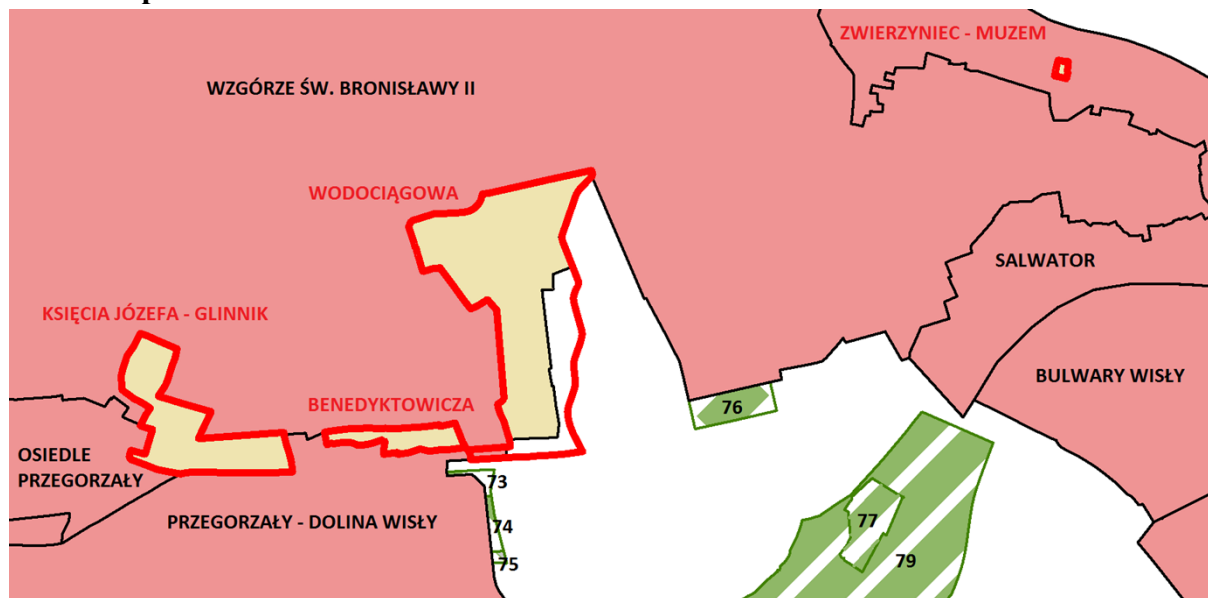 ZWIERZYNIEC - MUZEM
WZGÓRZE ŚW. BRONISŁAWY II
WODOCIĄGOWA
SALWATOR
KSIĘCIA JÓZEFA - GLINNIK
BULWARY WISŁY
BENEDYKTOWICZA
76
OSIEDLE
PRZEGORZAŁY
73
PRZEGORZAŁY - DOLINA WISŁY
74
77
75
79